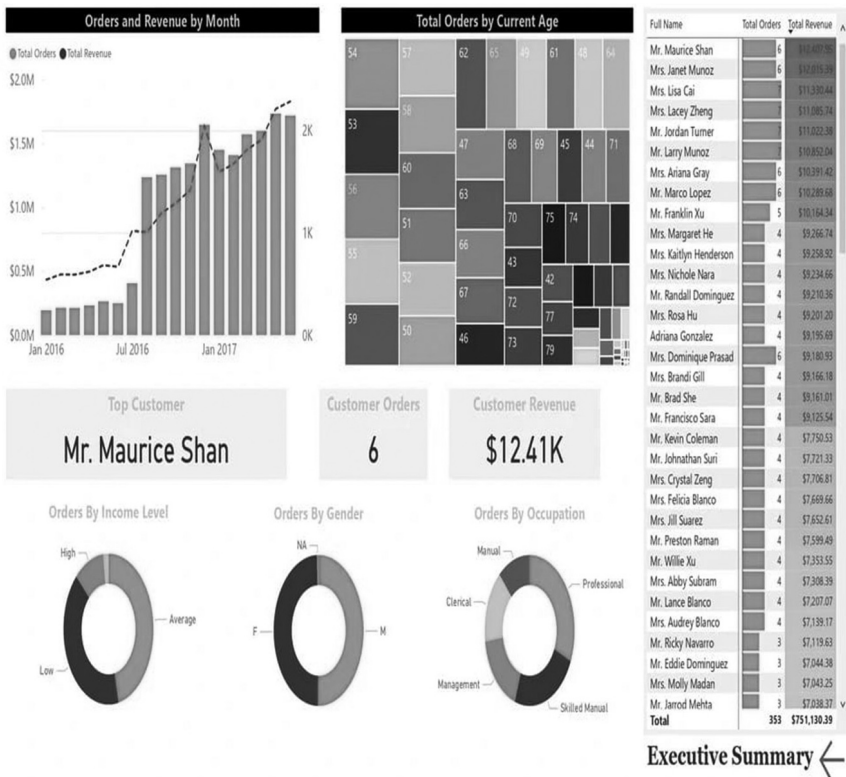 Orders and Revenue by Month
Total Orders Total Revenue
$2.0M
$1.5M
$1.0M
$0.5M
$0.0M
2K
1K
0K
Jan 2016 Jul 2016 Jan 2017
Total Orders by Current Age
54 57 62 65 49 61 48 64
58
53 47 68 69 45 44 71
60
56 63
51 70 75 74
66
55 43
52 42
67 72
59 77
50 46 73 79
Top Customer
Mr. Maurice Shan
Customer Orders
6
Customer Revenue
$12.41K
Orders By Income Level
High
Average
Low
Orders By Gender
NA
F
M
Orders By Occupation
Manual
Professional
Clerical
Management
Skilled Manual
Full Name Total Orders Total Revenue
Mr. Maurice Shan 6
Mrs. Janet Munoz 6
Mrs. Lisa Cai 7 $11,330.44
Mrs. Lacey Zheng 7 $11,085.74
Mr. Jordan Turner 7 $11,022.38
Mr. Larry Munoz 7 $10,852.04
Mrs. Ariana Gray 6 $10,391.42
Mr. Marco Lopez 6 $10,289.68
Mr. Franklin Xu 5 $10,164.34
Mrs. Margaret He 4 $9,266.74
Mrs. Kaitlyn Henderson 4 $9,258.92
Mrs. Nichole Nara 4 $9,234.66
Mr. Randall Dominguez 4 $9,210.36
Mrs. Rosa Hu 4 $9,201.20
Adriana Gonzalez 4 $9,195.69
Mrs. Dominique Prasad 6 $9,180.93
Mrs. Brandi Gill 4 $9,166.18
Mr. Brad She 4 $9,161.01
Mr. Francisco Sara 4 $9,125.54
Mr. Kevin Coleman 4 $7,750.53
Mr. Johnathan Suri 4 $7,721.33
Mrs. Crystal Zeng 4 $7,706.81
Mrs. Felicia Blanco 4 $7,669.66
Mrs. Jill Suarez 4 $7,652.61
Mr. Preston Raman 4 $7,599.49
Mr. Willie Xu 4 $7,353.55
Mrs. Abby Subram 4 $7,308.39
Mr. Lance Blanco 4 $7,207.07
Mrs. Audrey Blanco 4 $7,139.17
Mr. Ricky Navarro 3 $7,119.63
Mr. Eddie Dominguez 3 $7,044.38
Mrs. Molly Madan 3 $7,043.25
Mr. Jarrod Mehta 3 $7,038.37
Total 353 $751,130.39
Executive Summary